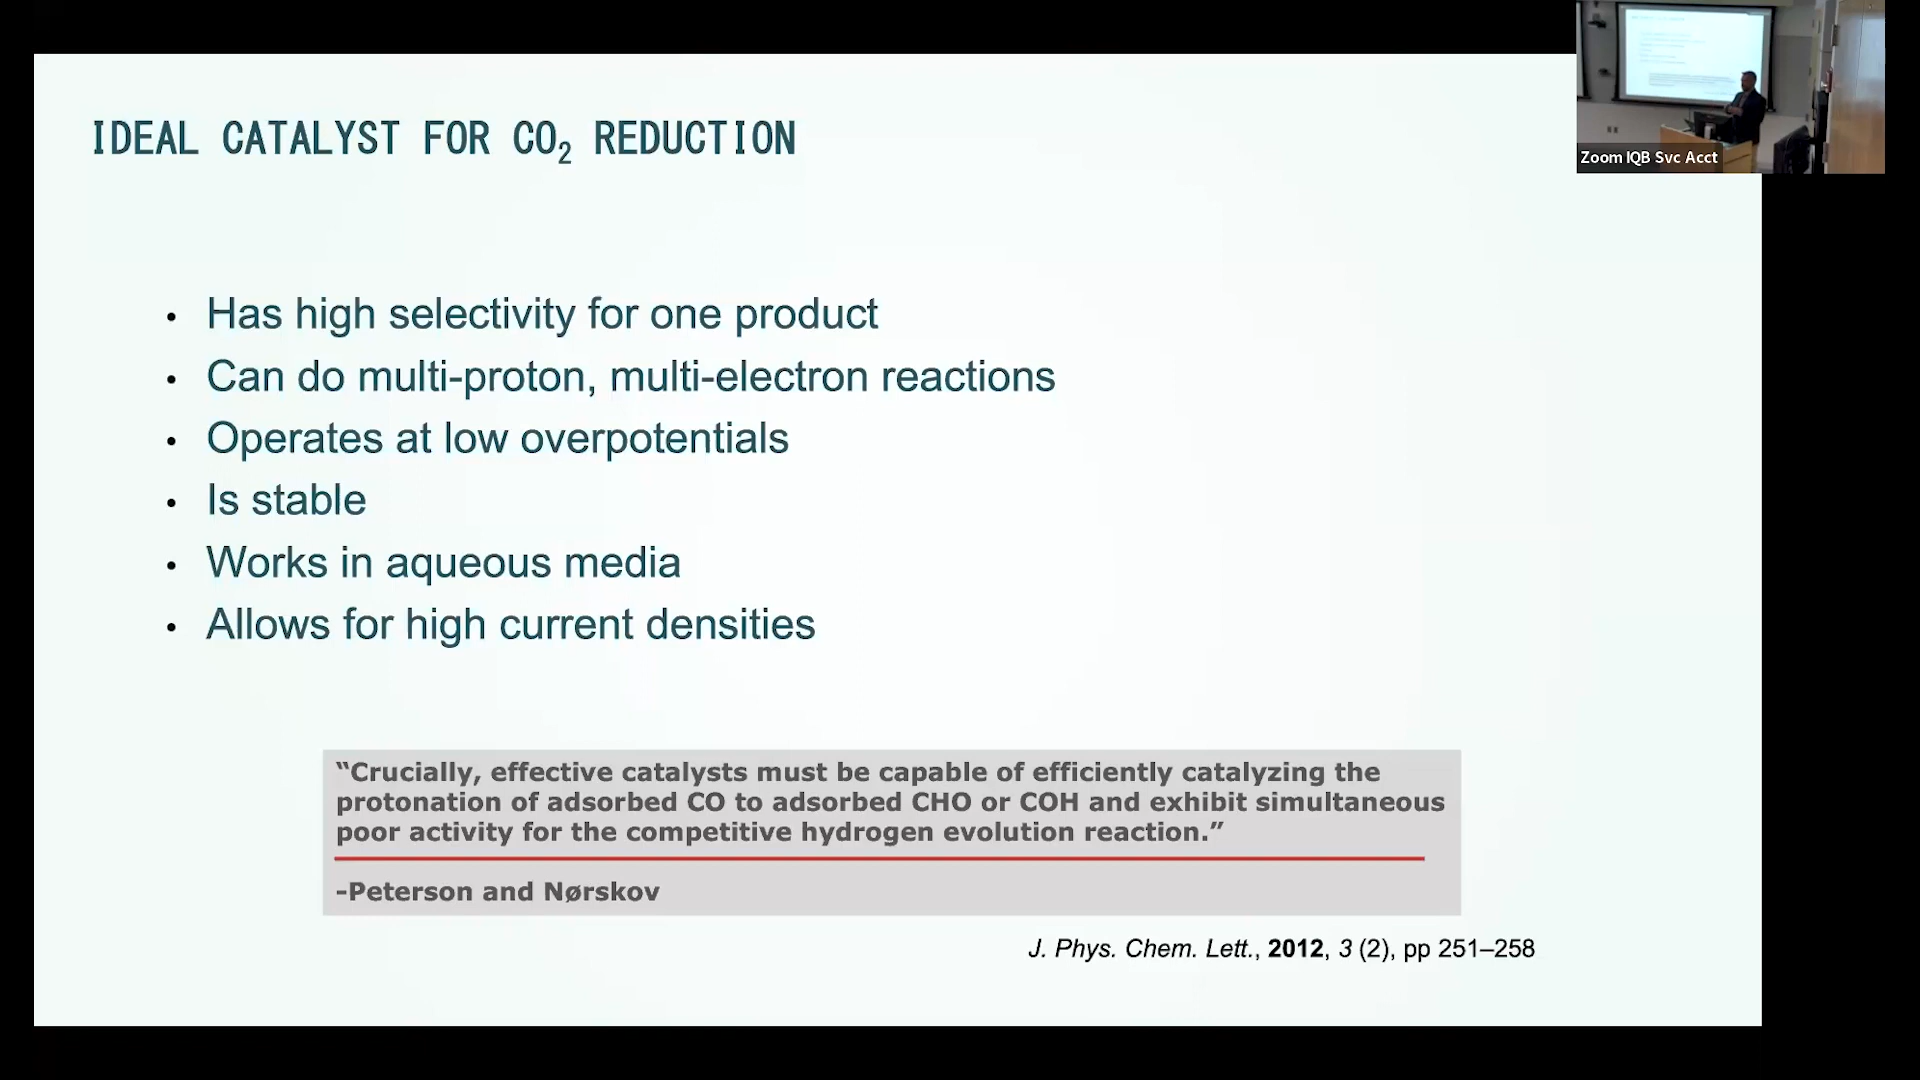 IDEAL CATALYST FOR CO₂ REDUCTION
Zoom IQB Svc Acct
• Has high selectivity for one product
• Can do multi-proton, multi-electron reactions
• Operates at low overpotentials
• Is stable
• Works in aqueous media
• Allows for high current densities
“Crucially, effective catalysts must be capable of efficiently catalyzing the
protonation of adsorbed CO to adsorbed CHO or COH and exhibit simultaneous
poor activity for the competitive hydrogen evolution reaction.”
-Peterson and Nørskov
J. Phys. Chem. Lett., 2012, 3 (2), pp 251–258